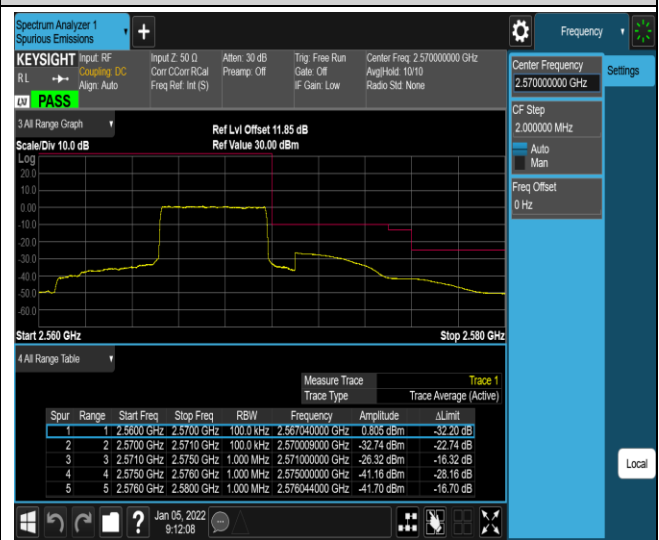 Spectrum Analyzer 1
Spurious Emissions
+
Frequency
KEYSIGHT Input: RF
RL
Coupling: DC
Align: Auto
Input Z: 50 Ω
Corr CCorr RCal
Freq Ref: Int (S)
Atten: 30 dB
Preamp: Off
Trig: Free Run
Gate: Off
IF Gain: Low
Center Freq: 2.570000000 GHz
Avg|Hold: 10/10
Radio Std: None
LW PASS
3 All Range Graph
Scale/Div 10.0 dB
Ref Lvl Offset 11.85 dB
Ref Value 30.00 dBm
Log
20.0
10.0
0.00
-10.0
-20.0
-30.0
-40.0
-50.0
-60.0
Start 2.560 GHz
Stop 2.580 GHz
4 All Range Table
Measure Trace Trace 1
Trace Type Trace Average (Active)
Spur Range Start Freq Stop Freq RBW Frequency Amplitude ΔLimit
1 1 2.5600 GHz 2.5700 GHz 100.0 kHz 2.567040000 GHz 0.805 dBm -32.20 dB
2 2 2.5700 GHz 2.5710 GHz 100.0 kHz 2.570009000 GHz -32.74 dBm -22.74 dB
3 3 2.5710 GHz 2.5750 GHz 1.000 MHz 2.571000000 GHz -26.32 dBm -16.32 dB
4 4 2.5750 GHz 2.5760 GHz 1.000 MHz 2.575000000 GHz -41.16 dBm -28.16 dB
5 5 2.5760 GHz 2.5800 GHz 1.000 MHz 2.576044000 GHz -41.70 dBm -16.70 dB
Center Frequency
2.570000000 GHz
Settings
CF Step
2.000000 MHz
Auto
Man
Freq Offset
0 Hz
Local
?
Jan 05, 2022
9:12:08